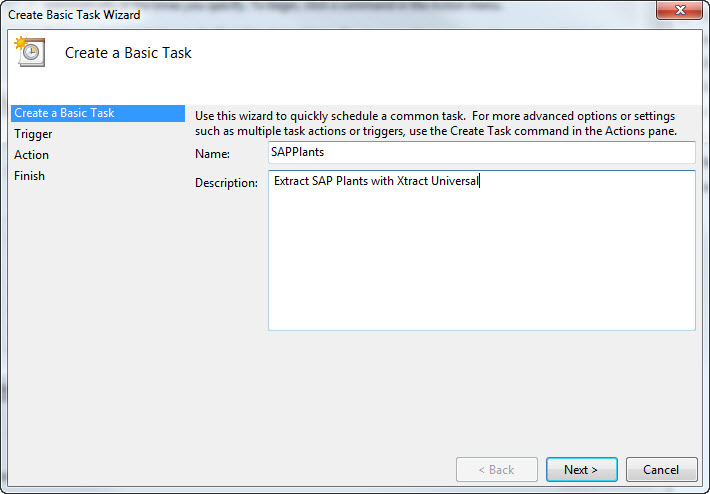 Create Basic Task Wizard
Create a Basic Task
Create a Basic Task
Trigger
Action
Finish
Use this wizard to quickly schedule a common task.  For more advanced options or settings
such as multiple task actions or triggers, use the Create Task command in the Actions pane.
Name:
SAPPlants
Description:
Extract SAP Plants with Xtract Universal
< Back
Next >
Cancel